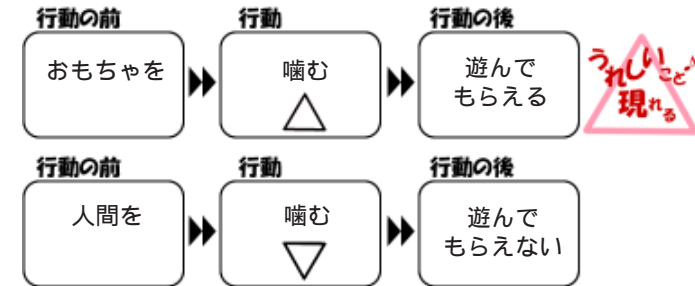 行動の前 行動 行動の後
おもちゃを 噛む 遊んで
もらえる
うれしいこと♪
現れる
行動の前 行動 行動の後
人間を 噛む 遊んで
もらえない